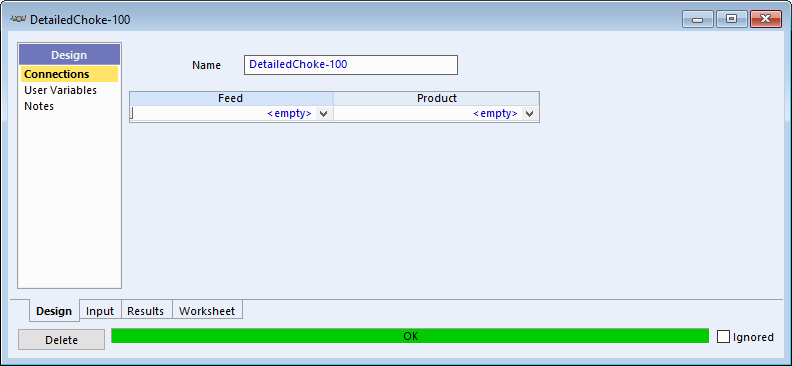 DetailedChoke-100
Design
Connections
User Variables
Notes
Name DetailedChoke-100
Feed Product
<empty> <empty>
Design Input Results Worksheet
Delete OK Ignored